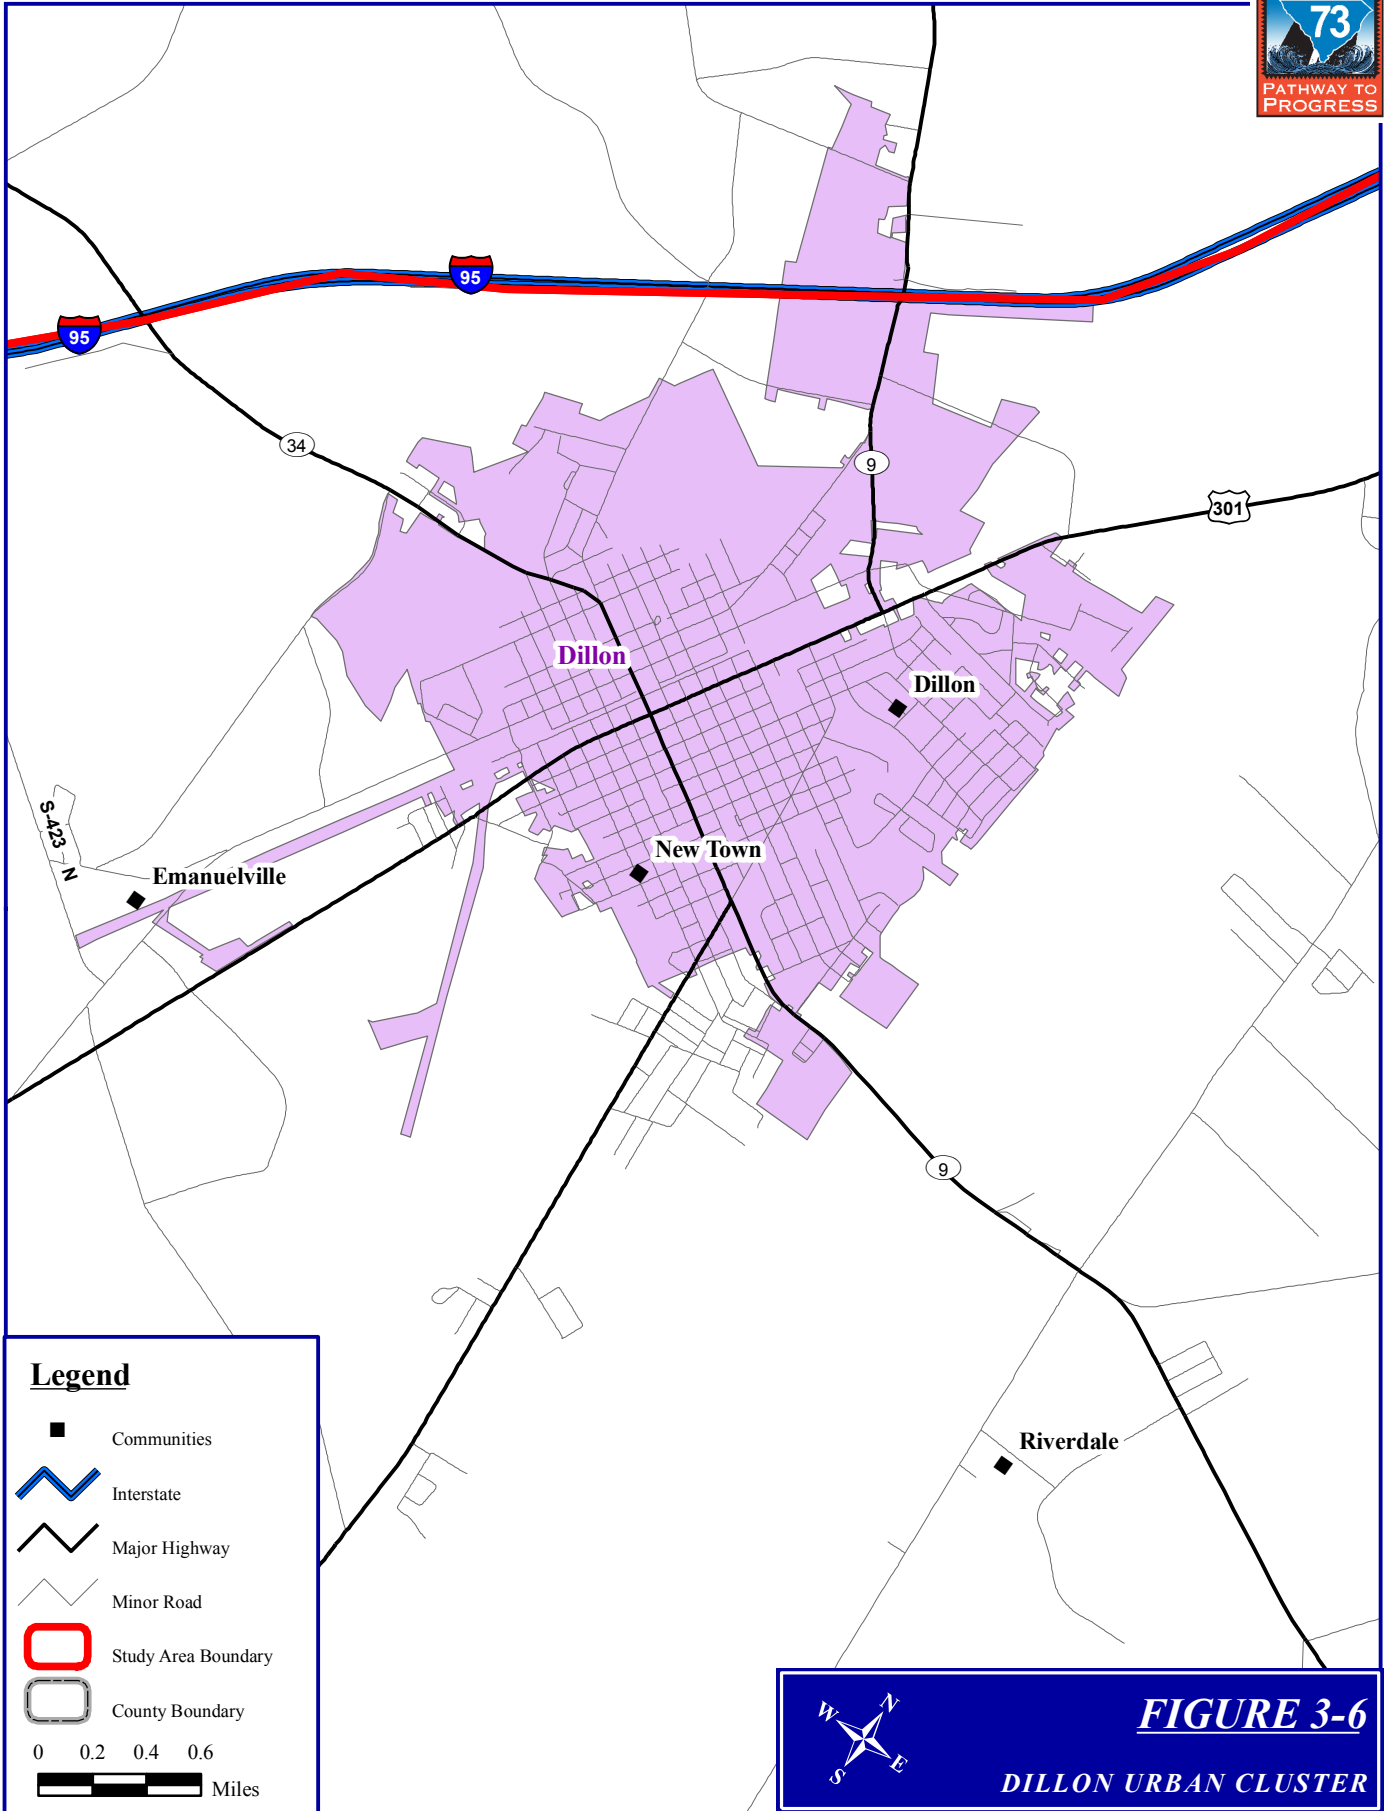 73
PATHWAY TO
PROGRESS
95
95
34
9
301
Dillon
Dillon
S-423 N
New Town
Emanuelville
9
Riverdale
Legend
Communities
Interstate
Major Highway
Minor Road
Study Area Boundary
County Boundary
0 0.2 0.4 0.6
Miles
W N
S E
FIGURE 3-6
DILLON URBAN CLUSTER